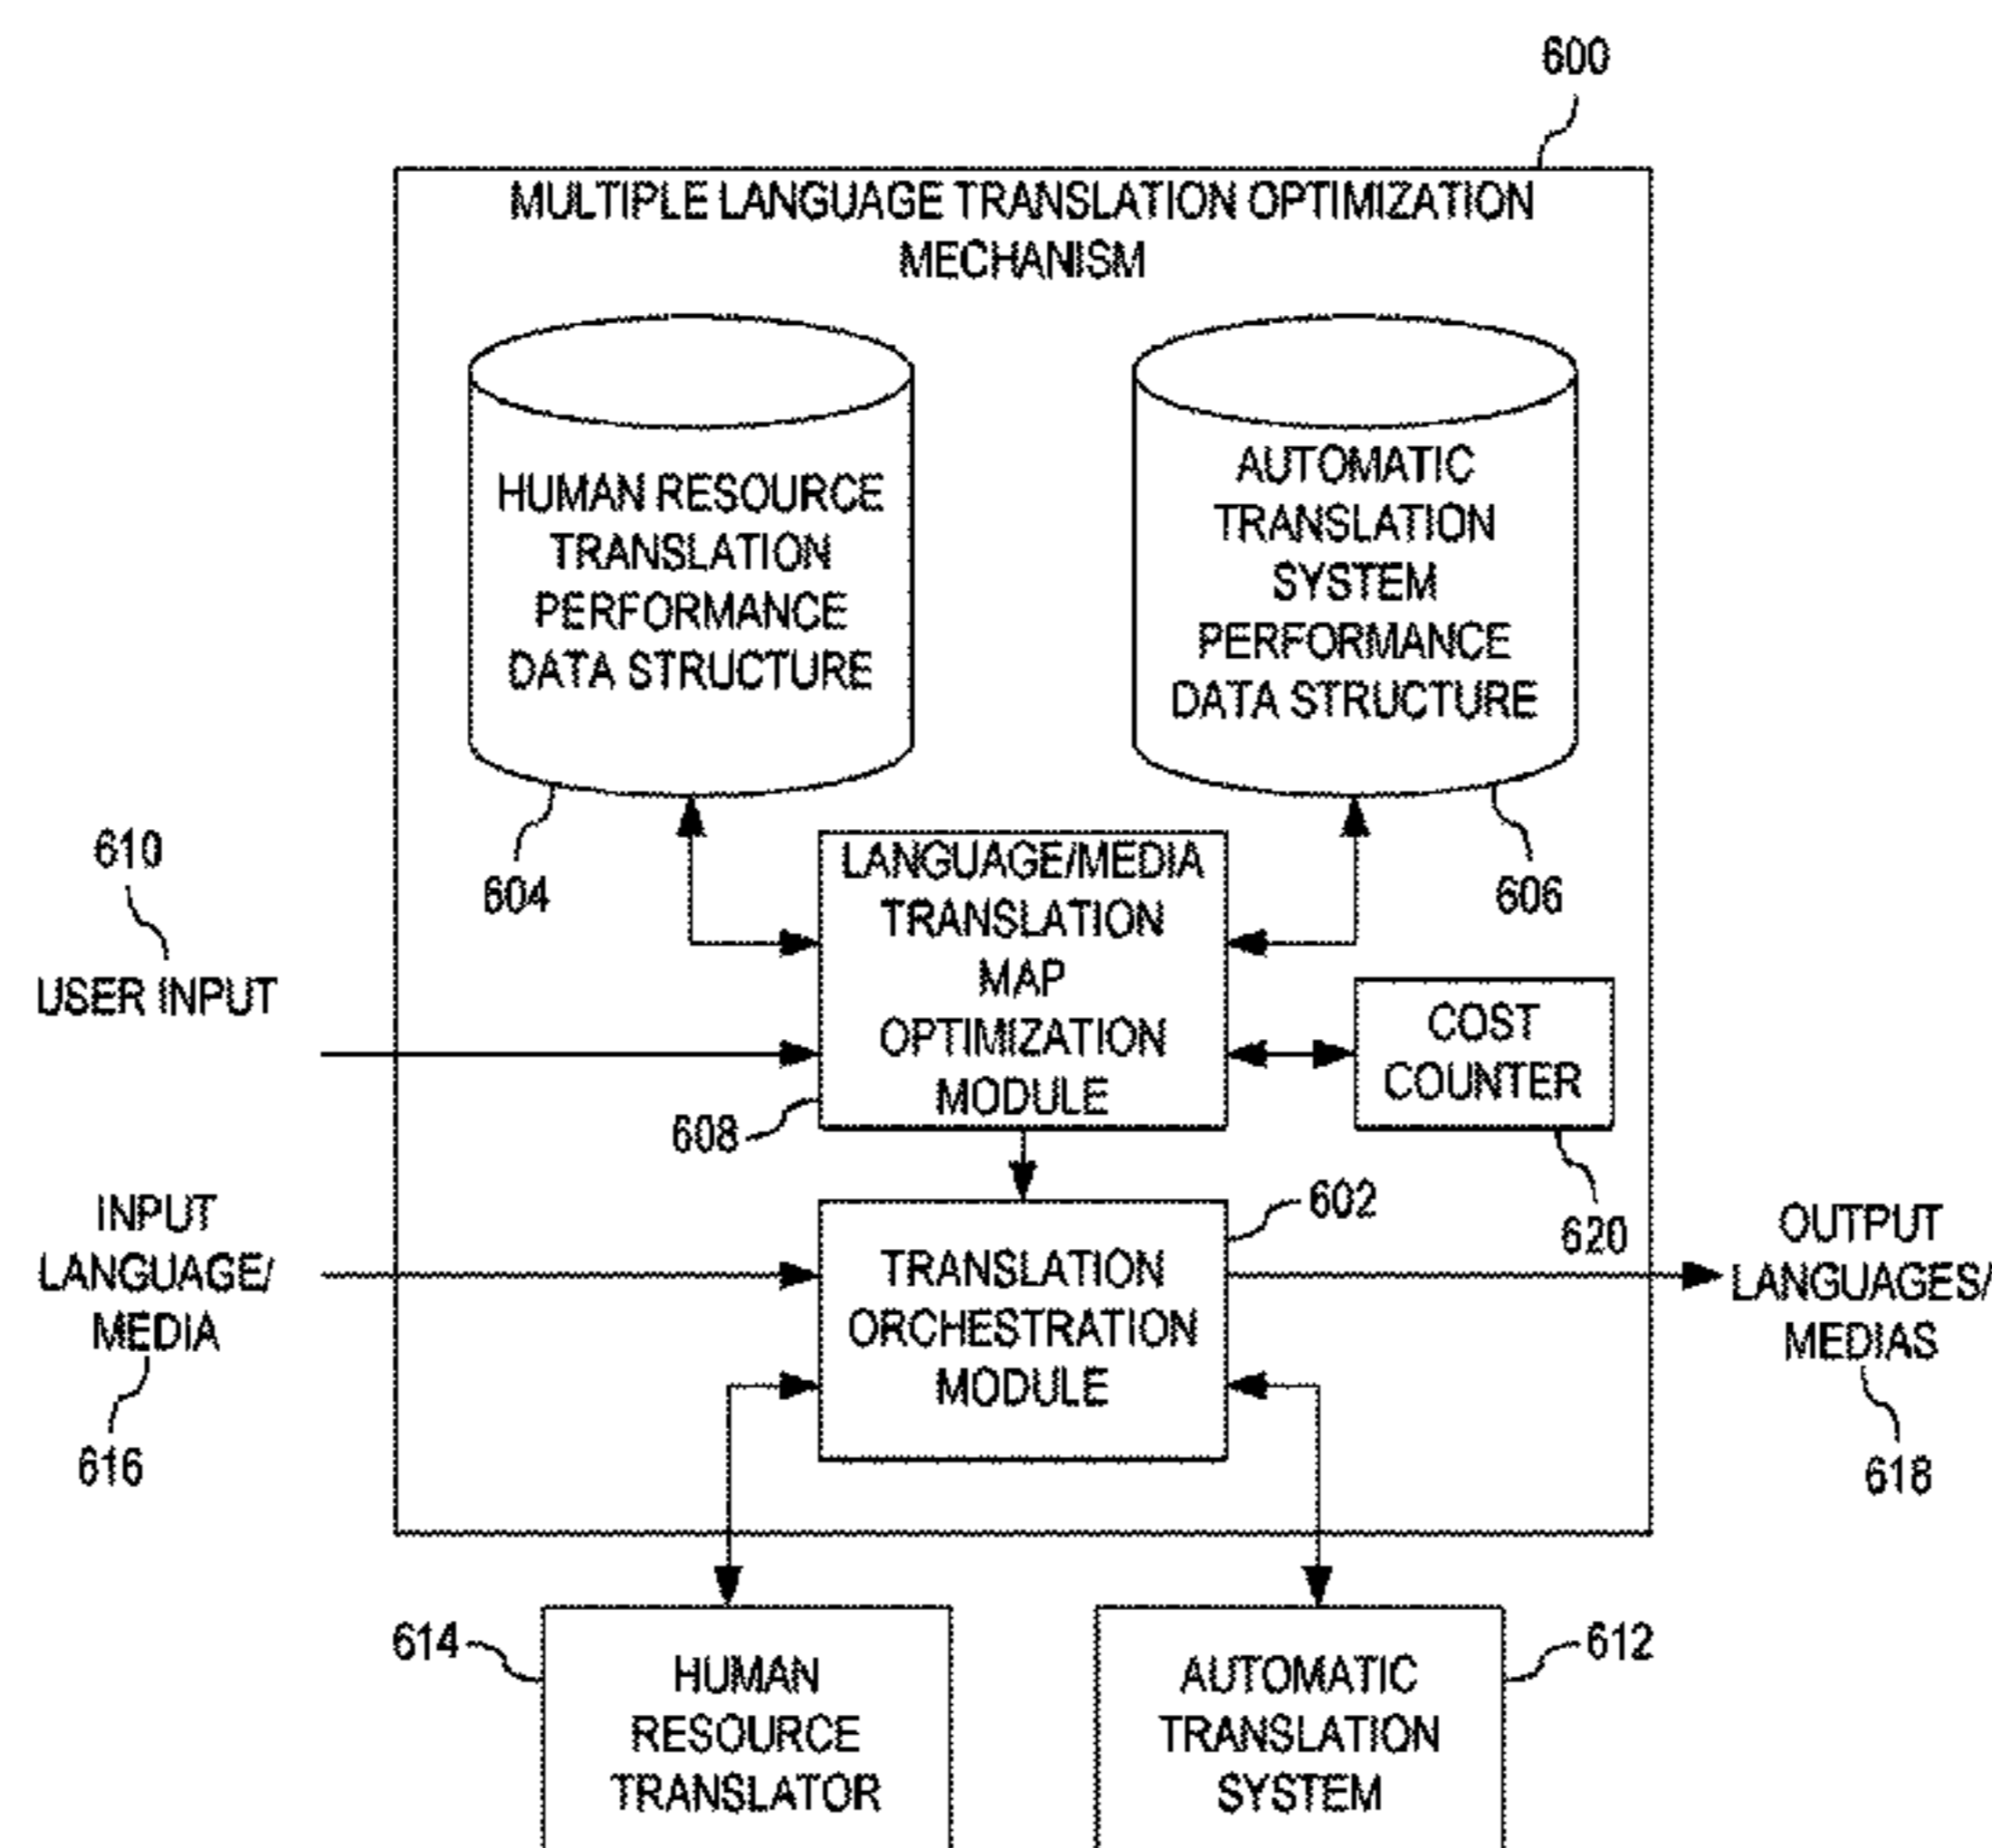 600
MULTIPLE LANGUAGE TRANSLATION OPTIMIZATION
MECHANISM
HUMAN RESOURCE
TRANSLATION
PERFORMANCE
DATA STRUCTURE
AUTOMATIC
TRANSLATION
SYSTEM
PERFORMANCE
DATA STRUCTURE
604
606
610
USER INPUT
LANGUAGE/MEDIA
TRANSLATION
MAP
OPTIMIZATION
MODULE
608
COST
COUNTER
620
INPUT
LANGUAGE/
MEDIA
616
602
TRANSLATION
ORCHESTRATION
MODULE
OUTPUT
LANGUAGES/
MEDIAS
618
614
HUMAN
RESOURCE
TRANSLATOR
AUTOMATIC
TRANSLATION
SYSTEM
612